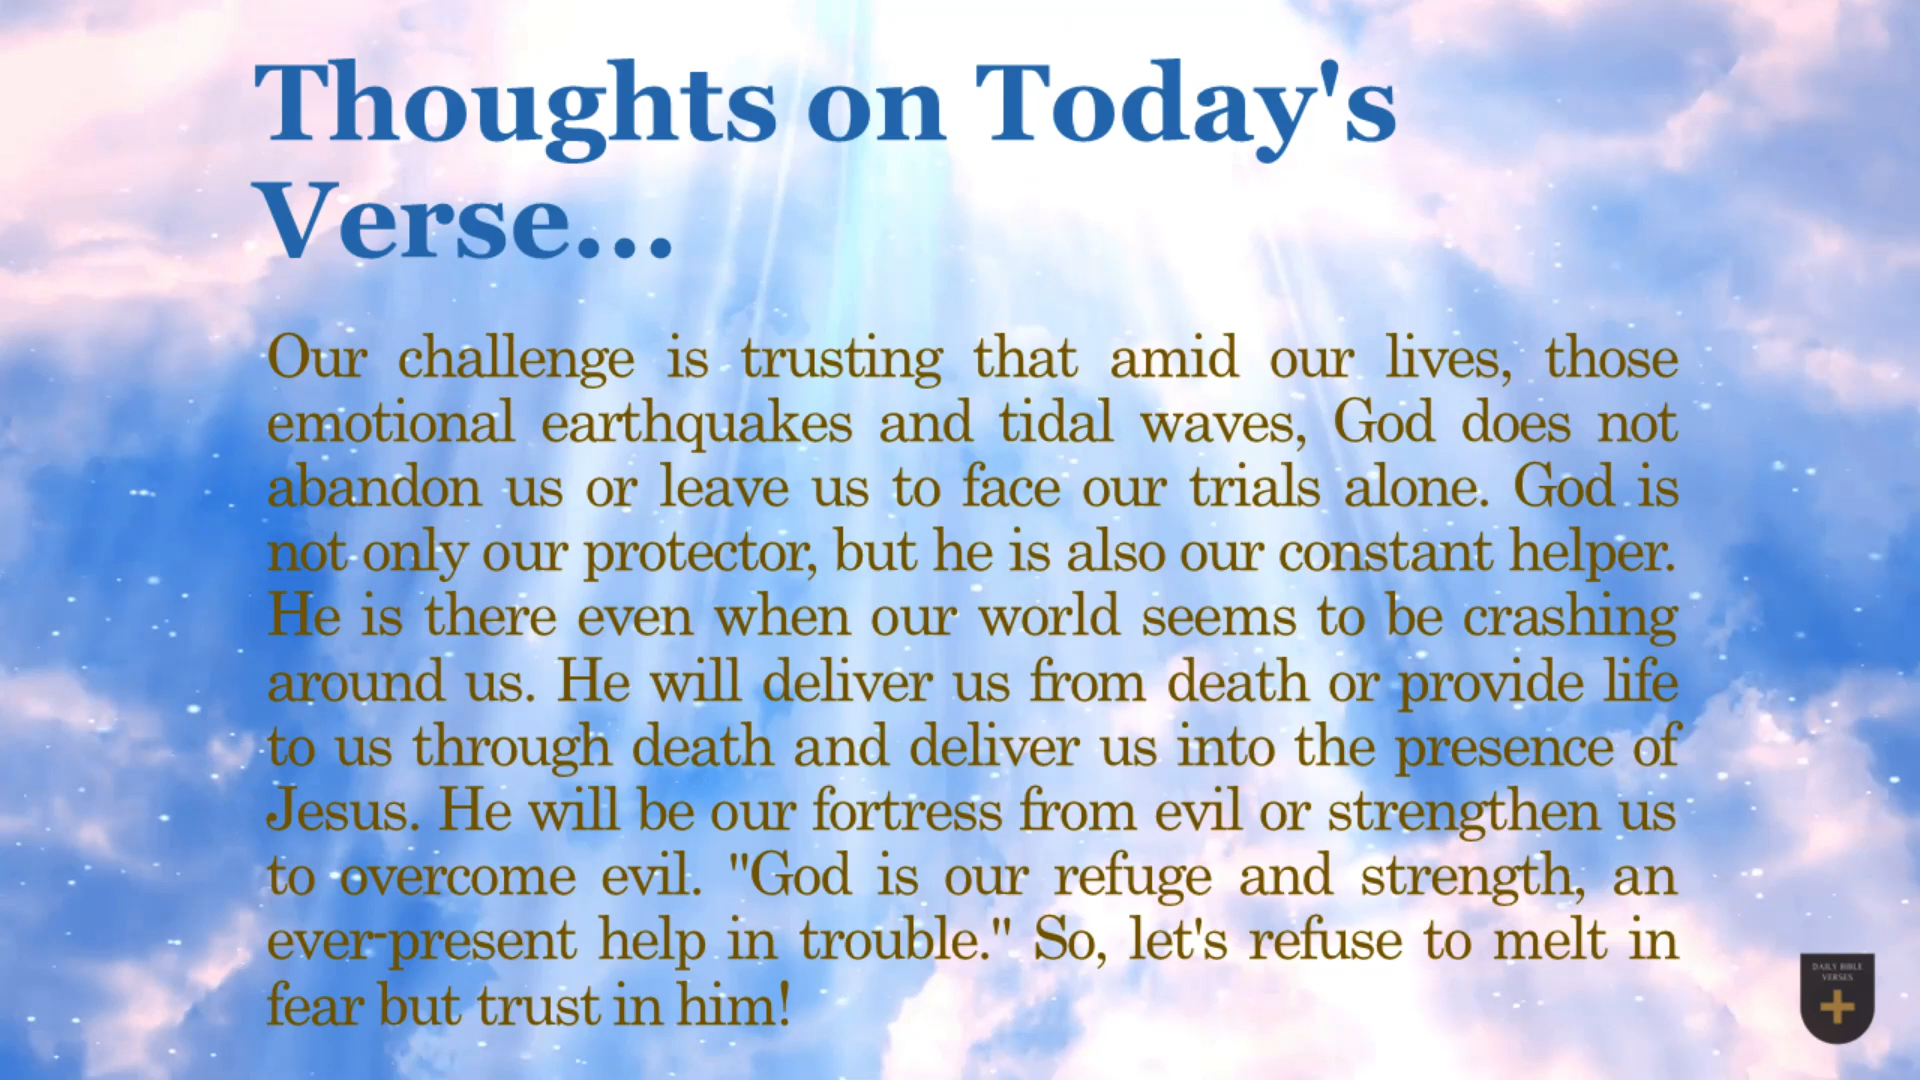 Thoughts on Today's
Verse...
Our challenge is trusting that amid our lives, those
emotional earthquakes and tidal waves, God does not
abandon us or leave us to face our trials alone. God is
not only our protector, but he is also our constant helper.
He is there even when our world seems to be crashing
around us. He will deliver us from death or provide life
to us through death and deliver us into the presence of
Jesus. He will be our fortress from evil or strengthen us
to overcome evil. "God is our refuge and strength, an
ever-present help in trouble." So, let's refuse to melt in
fear but trust in him!
DAILY BIBLE
VERSES